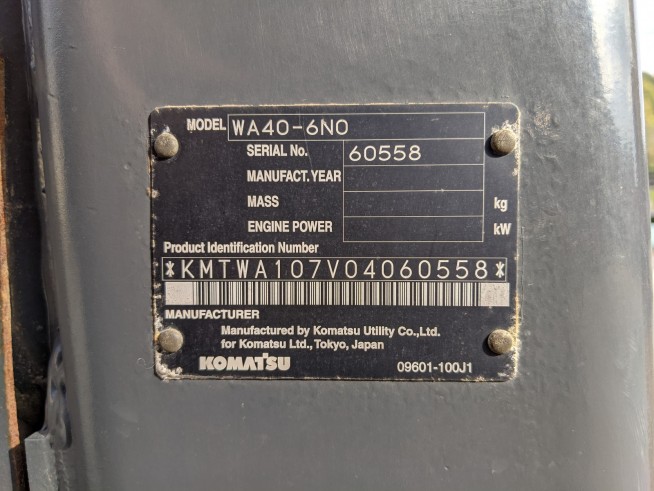 MODEL WA40-6N0
SERIAL No. 60558
MANUFACT.YEAR
MASS kg
ENGINE POWER kW
Product Identification Number
*KMTWA107V04060558*
MANUFACTURER
Manufactured by Komatsu Utility Co.,Ltd.
for Komatsu Ltd., Tokyo, Japan
KOMATSU 09601-100J1